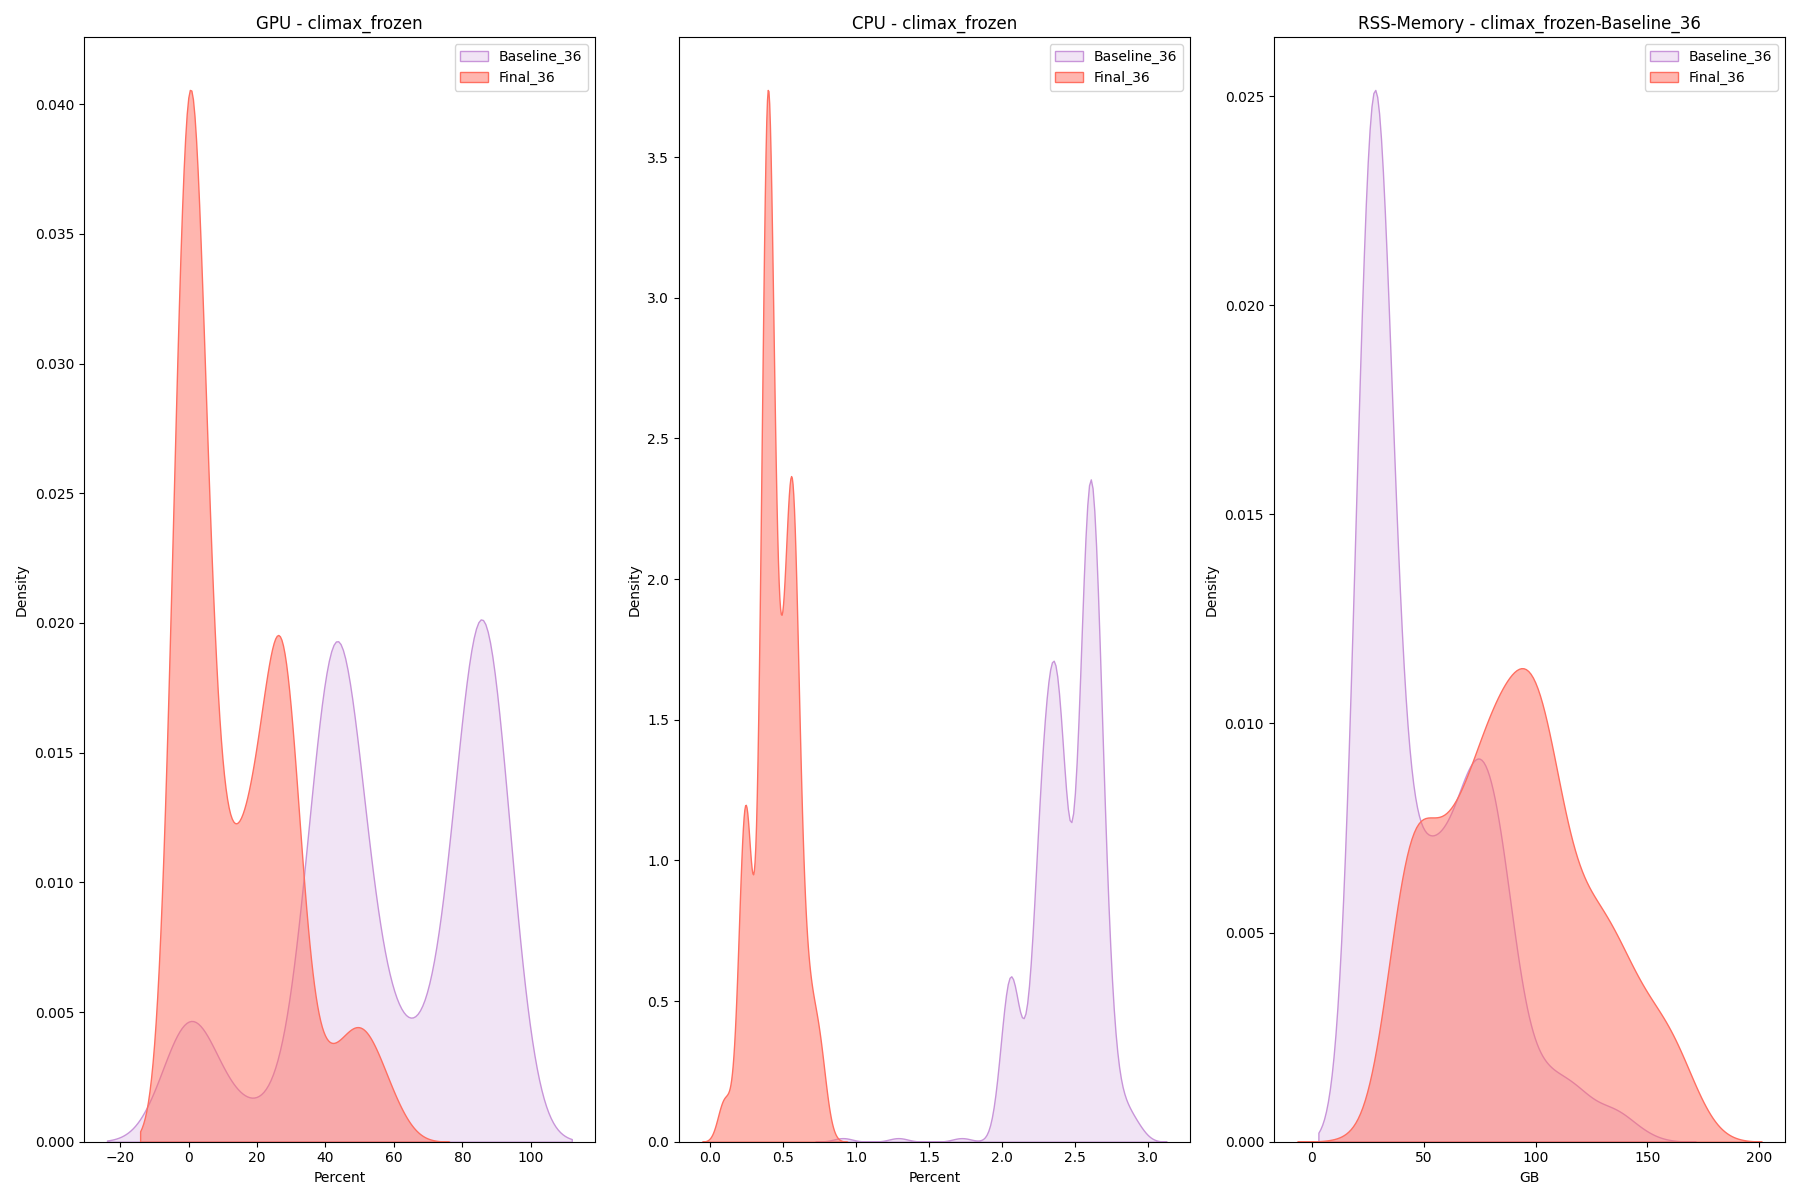 GPU - climax_frozen
Baseline_36
Final_36
0.040
0.035
0.030
0.025
0.020
0.015
0.010
0.005
0.000
Density
−20 0 20 40 60 80 100
Percent
CPU - climax_frozen
Baseline_36
Final_36
3.5
3.0
2.5
2.0
1.5
1.0
0.5
0.0
Density
0.0 0.5 1.0 1.5 2.0 2.5 3.0
Percent
RSS-Memory - climax_frozen-Baseline_36
Baseline_36
Final_36
0.025
0.020
0.015
0.010
0.005
0.000
Density
0 50 100 150 200
GB